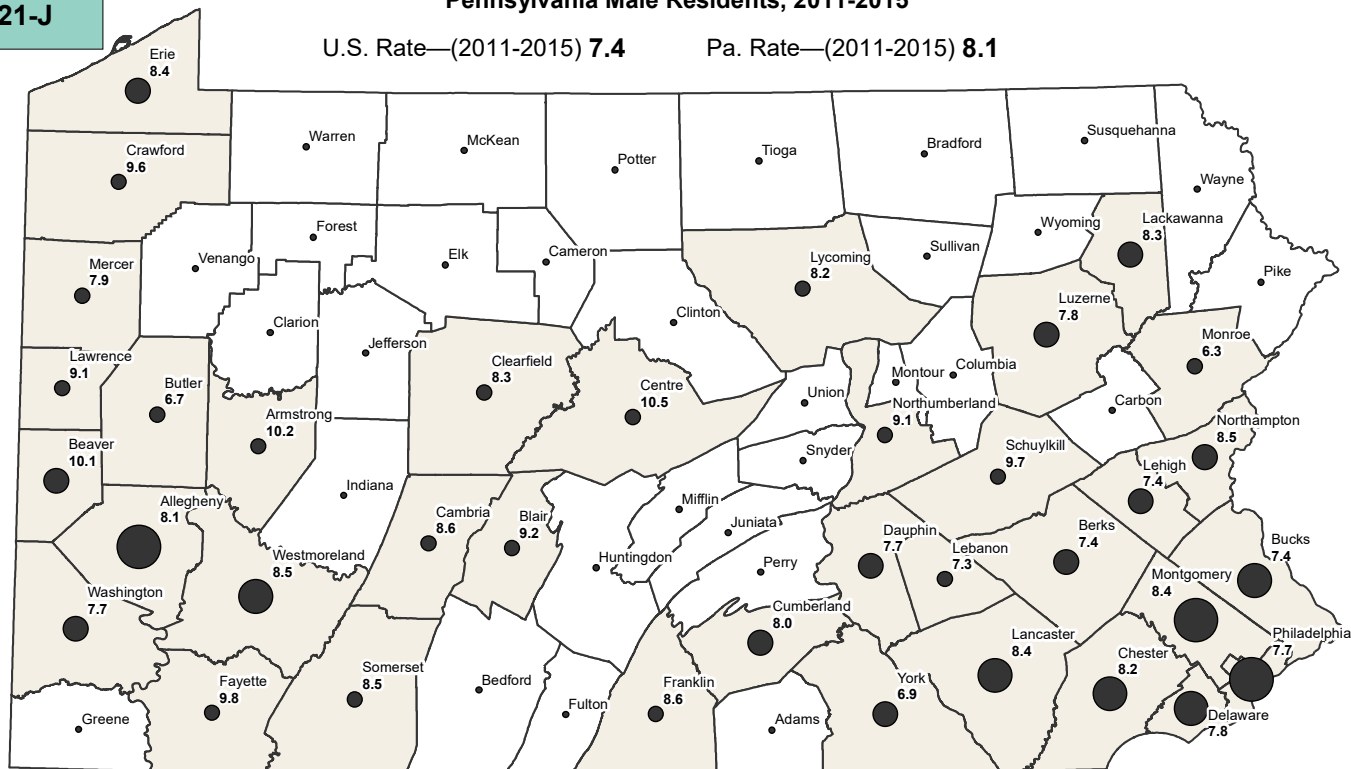 21-J
Pennsylvania Male Residents, 2011-2015
U.S. Rate—(2011-2015) 7.4
Pa. Rate—(2011-2015) 8.1
Erie
8.4
Warren
McKean
Potter
Tioga
Bradford
Susquehanna
Wayne
Crawford
9.6
Forest
Venango
Elk
Cameron
Lycoming
8.2
Sullivan
Wyoming
Lackawanna
8.3
Pike
Mercer
7.9
Clarion
Jefferson
Clinton
Luzerne
7.8
Monroe
6.3
Lawrence
9.1
Butler
6.7
Armstrong
10.2
Clearfield
8.3
Centre
10.5
Union
Montour
Columbia
Northumberland
9.1
Carbon
Northampton
8.5
Beaver
10.1
Indiana
Snyder
Schuylkill
9.7
Lehigh
7.4
Allegheny
8.1
Cambria
8.6
Blair
9.2
Mifflin
Juniata
Huntingdon
Perry
Dauphin
7.7
Lebanon
7.3
Berks
7.4
Bucks
7.4
Westmoreland
8.5
Washington
7.7
Cumberland
8.0
Montgomery
8.4
Philadelphia
7.7
Lancaster
8.4
Chester
8.2
Somerset
8.5
Bedford
Fayette
9.8
Fulton
Franklin
8.6
York
6.9
Greene
Adams
Delaware
7.8